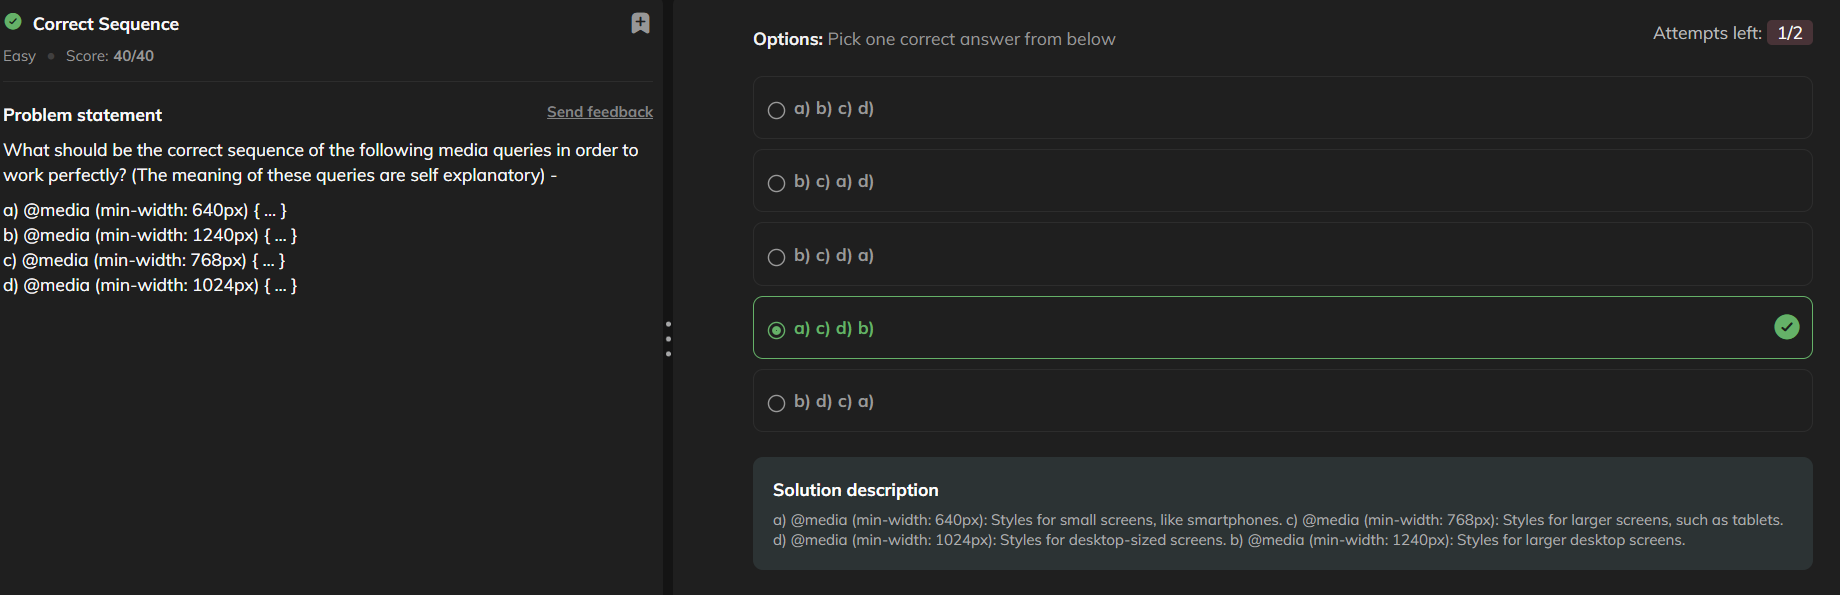 Correct Sequence
Easy • Score: 40/40
Problem statement
Send feedback
What should be the correct sequence of the following media queries in order to
work perfectly? (The meaning of these queries are self explanatory) -
a) @media (min-width: 640px) { ... }
b) @media (min-width: 1240px) { ... }
c) @media (min-width: 768px) { ... }
d) @media (min-width: 1024px) { ... }
Options: Pick one correct answer from below
Attempts left: 1/2
a) b) c) d)
b) c) a) d)
b) c) d) a)
a) c) d) b)
b) d) c) a)
Solution description
a) @media (min-width: 640px): Styles for small screens, like smartphones. c) @media (min-width: 768px): Styles for larger screens, such as tablets.
d) @media (min-width: 1024px): Styles for desktop-sized screens. b) @media (min-width: 1240px): Styles for larger desktop screens.